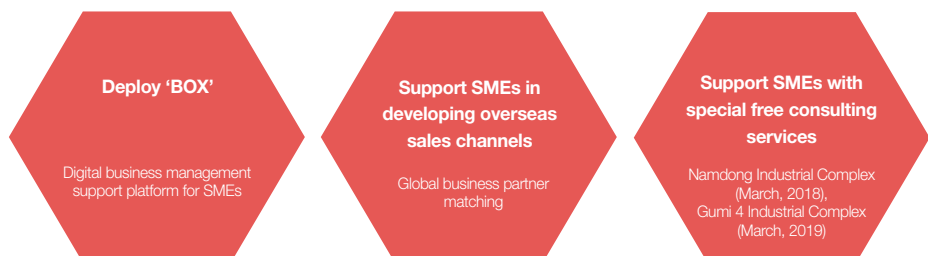 Deploy ‘BOX’
Digital business management
support platform for SMEs
Support SMEs in
developing overseas
sales channels
Global business partner
matching
Support SMEs with
special free consulting
services
Namdong Industrial Complex
(March, 2018),
Gumi 4 Industrial Complex
(March, 2019)